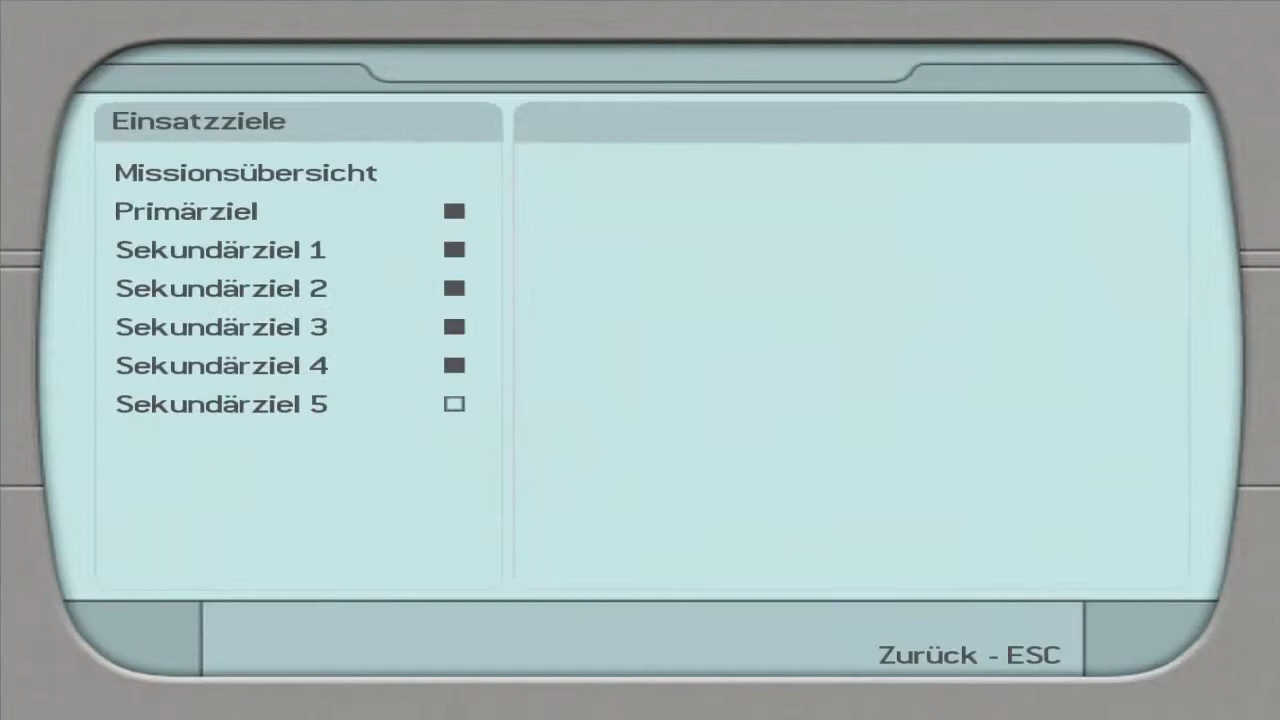 Einsatzziele
Missionsübersicht
Primärziel
Sekundärziel 1
Sekundärziel 2
Sekundärziel 3
Sekundärziel 4
Sekundärziel 5
Zurück - ESC